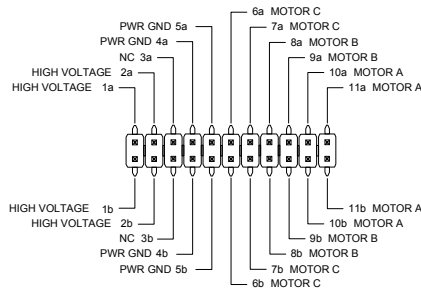 6a MOTOR C
PWR GND 5a
7a MOTOR C
PWR GND 4a
8a MOTOR B
NC 3a
9a MOTOR B
HIGH VOLTAGE 2a
10a MOTOR A
HIGH VOLTAGE 1a
11a MOTOR A
HIGH VOLTAGE 1b
11b MOTOR A
HIGH VOLTAGE 2b
10b MOTOR A
NC 3b
9b MOTOR B
PWR GND 4b
8b MOTOR B
PWR GND 5b
7b MOTOR C
6b MOTOR C